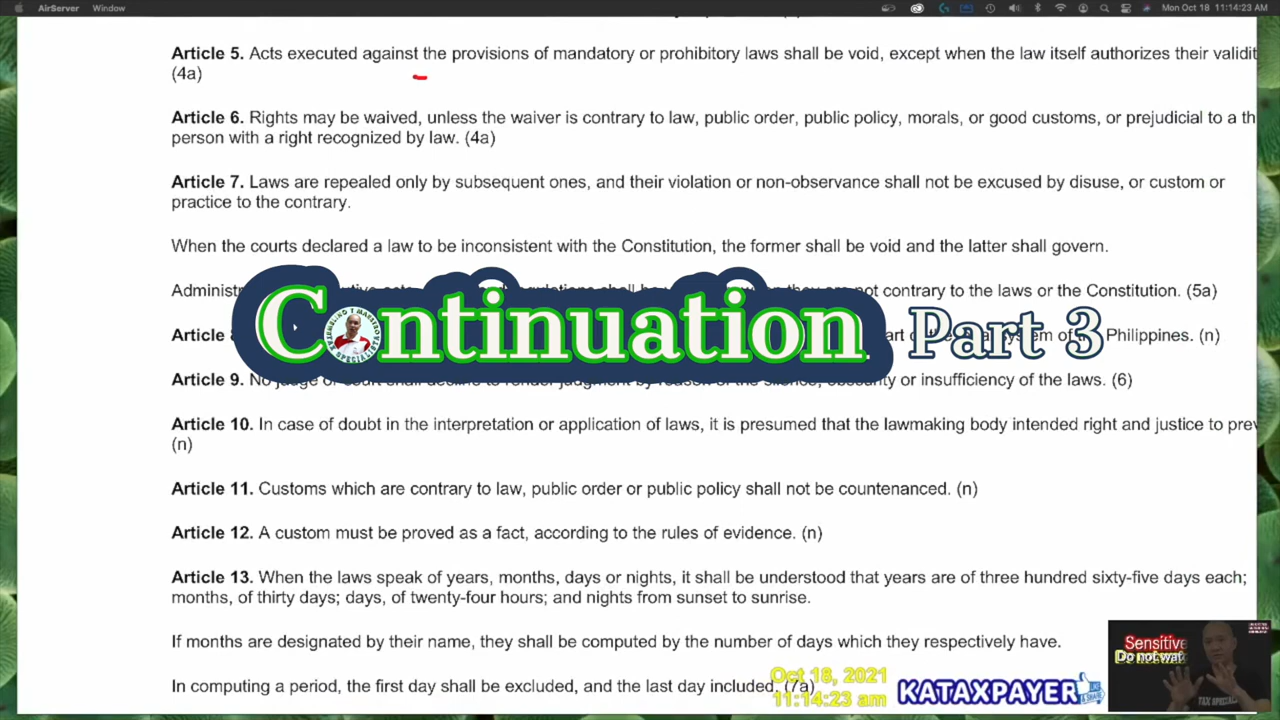 AirServer Window Mon Oct 18 11:14:23 AM
Article 5. Acts executed against the provisions of mandatory or prohibitory laws shall be void, except when the law itself authorizes their validit
(4a)
Article 6. Rights may be waived, unless the waiver is contrary to law, public order, public policy, morals, or good customs, or prejudicial to a th
person with a right recognized by law. (4a)
Article 7. Laws are repealed only by subsequent ones, and their violation or non-observance shall not be excused by disuse, or custom or
practice to the contrary.
When the courts declared a law to be inconsistent with the Constitution, the former shall be void and the latter shall govern.
Administr not contrary to the laws or the Constitution. (5a)
Continuation Part 3
Article Philippines. (n)
Article 9. or insufficiency of the laws. (6)
Article 10. In case of doubt in the interpretation or application of laws, it is presumed that the lawmaking body intended right and justice to prev
(n)
Article 11. Customs which are contrary to law, public order or public policy shall not be countenanced. (n)
Article 12. A custom must be proved as a fact, according to the rules of evidence. (n)
Article 13. When the laws speak of years, months, days or nights, it shall be understood that years are of three hundred sixty-five days each;
months, of thirty days; days, of twenty-four hours; and nights from sunset to sunrise.
If months are designated by their name, they shall be computed by the number of days which they respectively have.
In computing a period, the first day shall be excluded, and the last day included. (7a)
Oct 18, 2021
11:14:23 am
KATAXPAYER
Sensitive
Do not wat